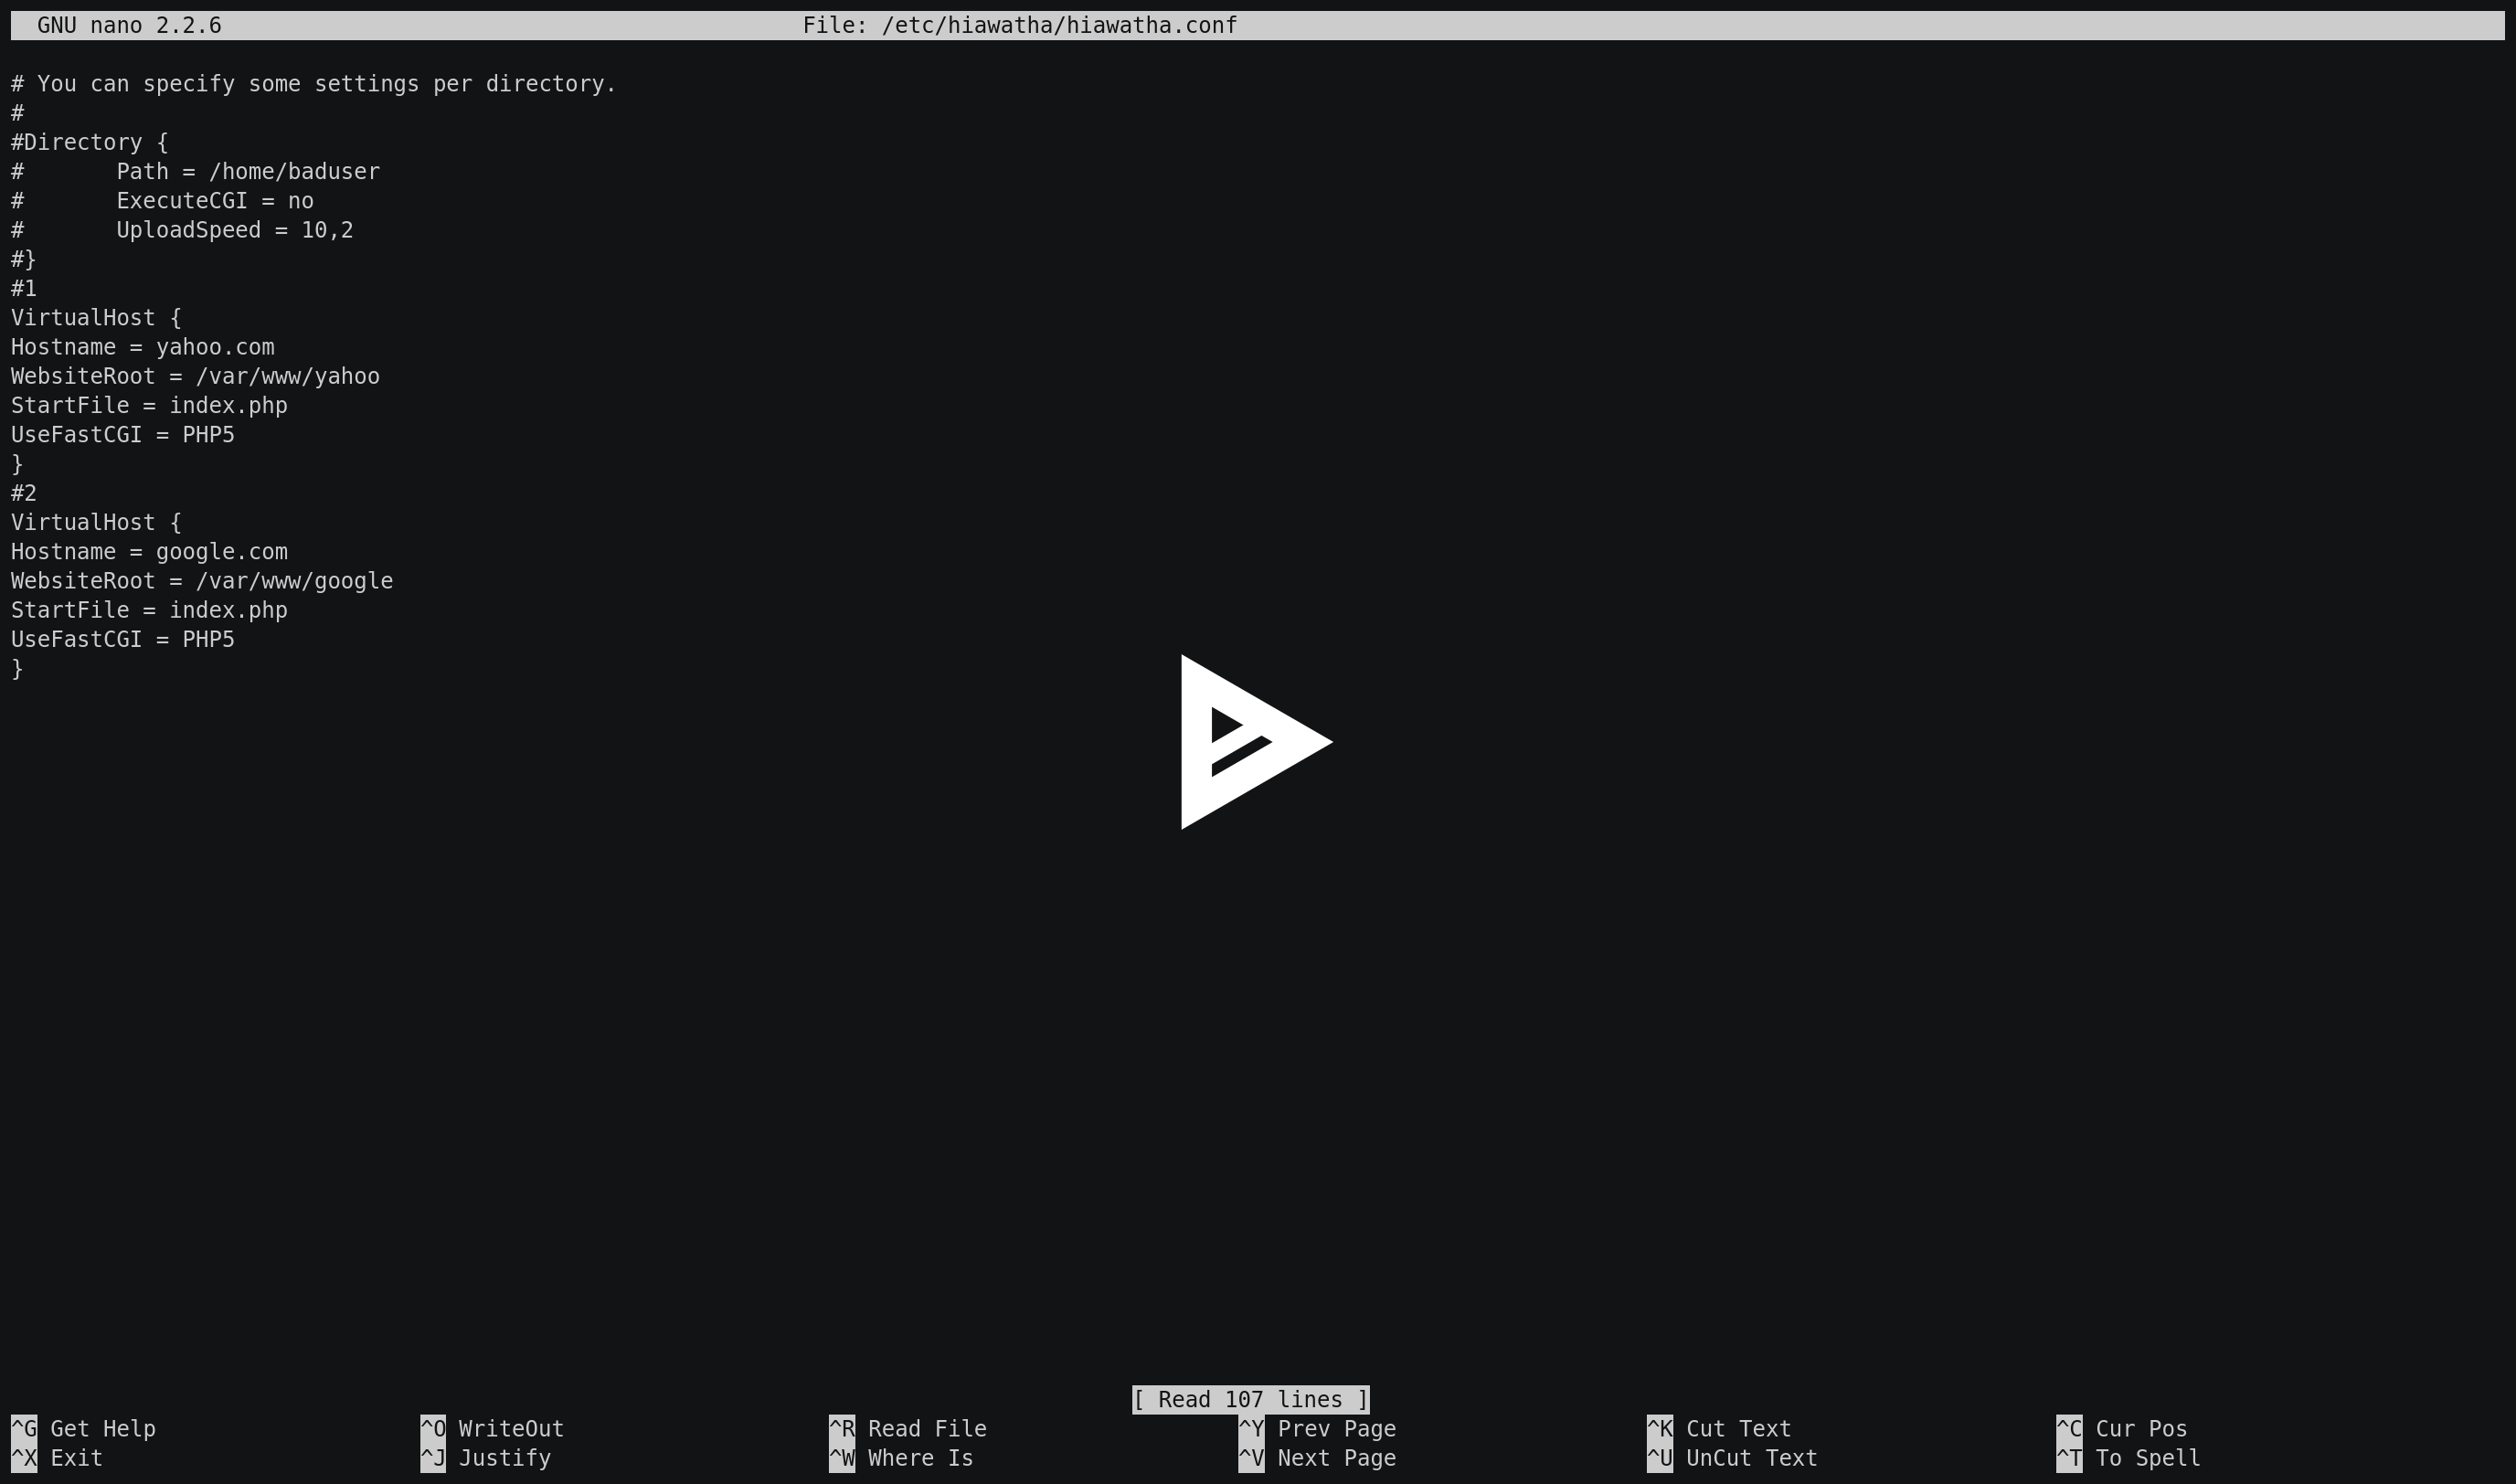 GNU nano 2.2.6 File: /etc/hiawatha/hiawatha.conf
# You can specify some settings per directory.
#
#Directory {
#       Path = /home/baduser
#       ExecuteCGI = no
#       UploadSpeed = 10,2
#}
#1
VirtualHost {
Hostname = yahoo.com
WebsiteRoot = /var/www/yahoo
StartFile = index.php
UseFastCGI = PHP5
}
#2
VirtualHost {
Hostname = google.com
WebsiteRoot = /var/www/google
StartFile = index.php
UseFastCGI = PHP5
}
[ Read 107 lines ]
^G Get Help ^O WriteOut ^R Read File ^Y Prev Page ^K Cut Text ^C Cur Pos
^X Exit ^J Justify ^W Where Is ^V Next Page ^U UnCut Text ^T To Spell